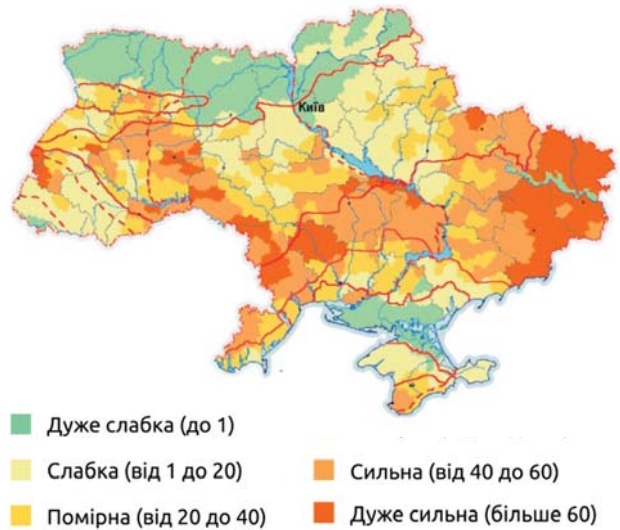 Київ
Дуже слабка (до 1)
Слабка (від 1 до 20)
Помірна (від 20 до 40)
Сильна (від 40 до 60)
Дуже сильна (більше 60)